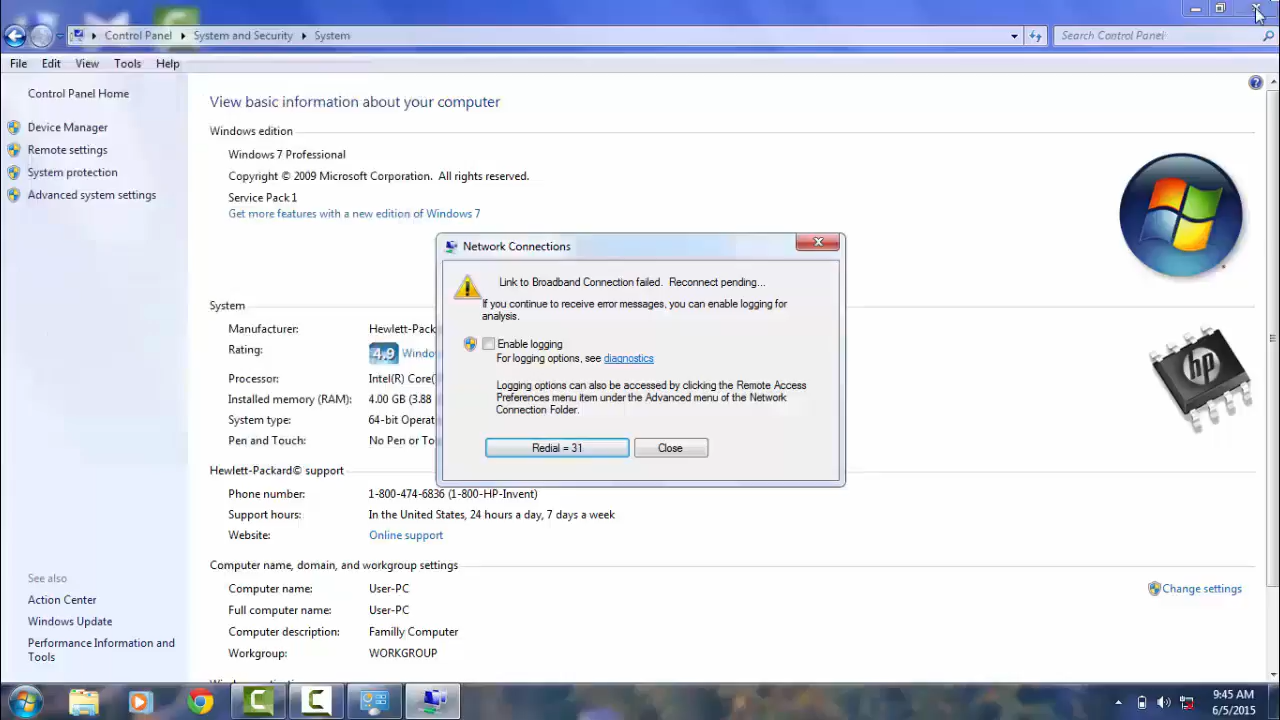 Control Panel System and Security System
Search Control Panel
File Edit View Tools Help
Control Panel Home
Device Manager
Remote settings
System protection
Advanced system settings
See also
Action Center
Windows Update
Performance Information and
Tools
View basic information about your computer
Windows edition
Windows 7 Professional
Copyright © 2009 Microsoft Corporation. All rights reserved.
Service Pack 1
Get more features with a new edition of Windows 7
System
Manufacturer: Hewlett-Pack
Rating: 4.9 Windo
Processor: Intel(R) Core(
Installed memory (RAM): 4.00 GB (3.88
System type: 64-bit Operat
Pen and Touch: No Pen or To
hp
Hewlett-Packard© support
Phone number: 1-800-474-6836 (1-800-HP-Invent)
Support hours: In the United States, 24 hours a day, 7 days a week
Website: Online support
Computer name, domain, and workgroup settings
Computer name: User-PC
Change settings
Full computer name: User-PC
Computer description: Familly Computer
Workgroup: WORKGROUP
Network Connections
Link to Broadband Connection failed. Reconnect pending...
If you continue to receive error messages, you can enable logging for
analysis.
Enable logging
For logging options, see diagnostics
Logging options can also be accessed by clicking the Remote Access
Preferences menu item under the Advanced menu of the Network
Connection Folder.
Redial = 31
Close
9:45 AM
6/5/2015